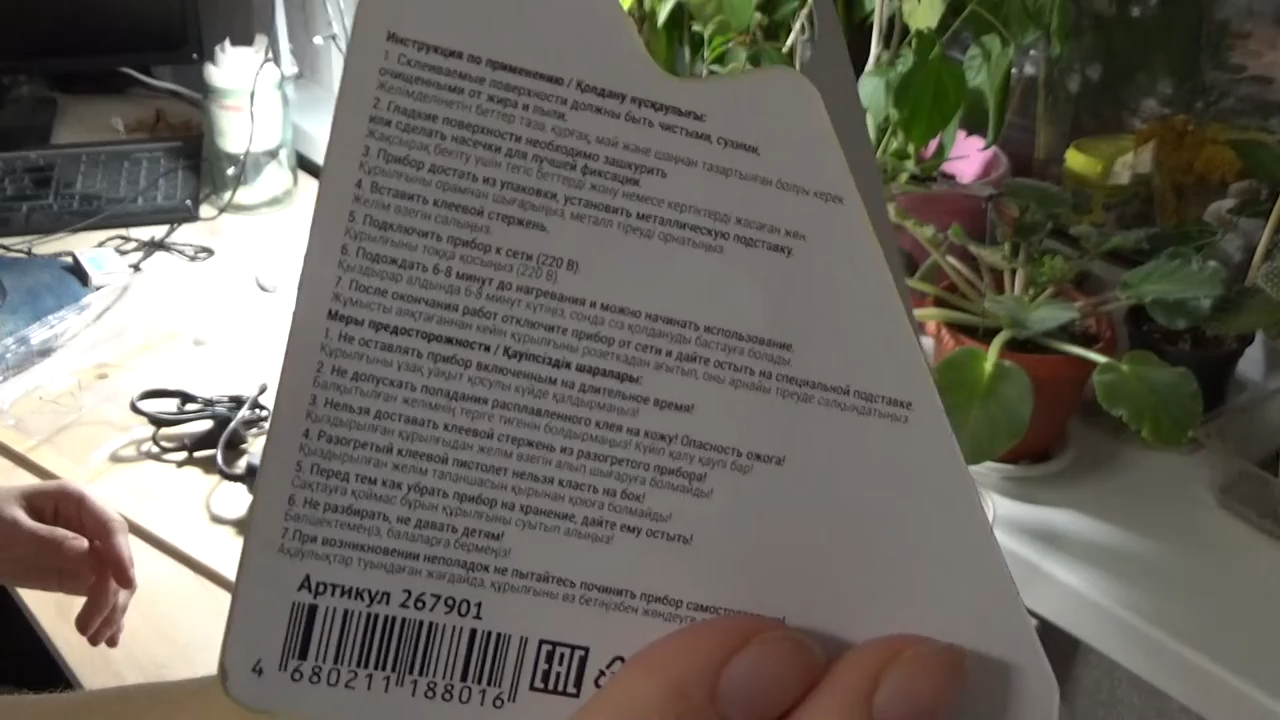 Инструкция по применению / Қолдану нұсқаулығы:
1. Склеиваемые поверхности должны быть чистыми, сухими,
очищенными от жира и пыли.
Желімделінетін беттер таза, құрғақ, май және шаңнан тазартылған болуы керек.
2. Гладкие поверхности необходимо зашкурить
или сделать насечки для лучшей фиксации.
Жақсырақ бекіту үшін тегіс беттерді жону немесе кертіктерді жасаған жөн.
3. Прибор достать из упаковки, установить металлическую подставку.
Құрылғыны орамнан шығарыңыз, металл тіреуді орнатыңыз.
4. Вставить клеевой стержень.
Желім өзегін салыңыз.
5. Подключить прибор к сети (220 В).
Құрылғыны тоққа қосыңыз (220 В).
6. Подождать 6-8 минут до нагревания и можно начинать использование.
Қыздырар алдында 6-8 минут күтіңіз, сонда сіз қолдануды бастауға болады.
7. После окончания работ отключите прибор от сети и дайте остыть на специальной подставке.
Жұмысты аяқтағаннан кейін құрылғыны розеткадан ағытып, оны арнайы тіреуде салқындатыңыз.
Меры предосторожности / Қауіпсіздік шаралары:
1. Не оставлять прибор включенным на длительное время!
Құрылғыны ұзақ уақыт қосулы күйде қалдырмаңыз!
2. Не допускать попадания расплавленного клея на кожу! Опасность ожога!
Балқытылған желімнің теріге тигенін болдырмаңыз! Күйіп қалу қаупі бар!
3. Нельзя доставать клеевой стержень из разогретого прибора!
Қыздырылған құрылғыдан желім өзегін алып шығаруға болмайды!
4. Разогретый клеевой пистолет нельзя класть на бок!
Қыздырылған желім тапаншасын қырынан қоюға болмайды!
5. Перед тем как убрать прибор на хранение, дайте ему остыть!
Сақтауға қоймас бұрын құрылғыны суытып алыңыз!
6. Не разбирать, не давать детям!
Бөлшектемеңіз, балаларға бермеңіз!
7. При возникновении неполадок не пытайтесь починить прибор
Ақаулықтар туындаған жағдайда, құрылғыны өз бетіңізбен жөндеуге
Артикул 267901
4 680211 188016
EAC